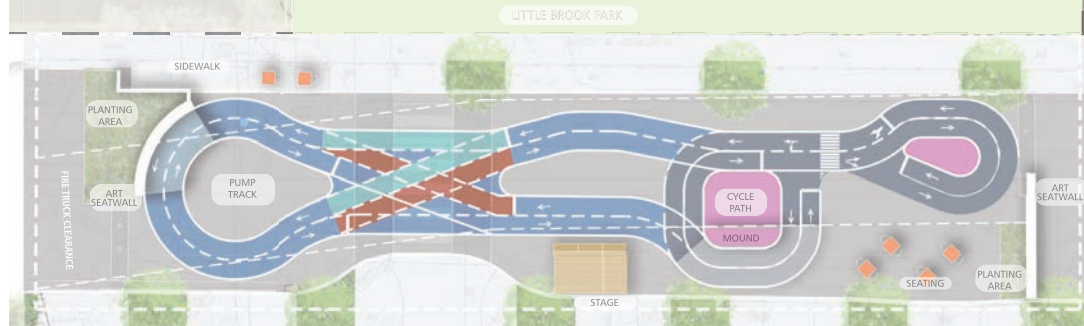 LITTLE BROOK PARK
SIDEWALK
PLANTING
AREA
ART
SEATWALL
FIRE TRUCK CLEARANCE
PUMP
TRACK
CYCLE
PATH
MOUND
STAGE
SEATING
ART
SEATWALL
PLANTING
AREA